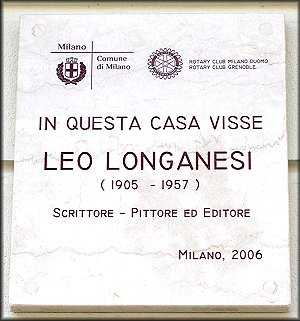 Milano
Comune
di Milano
ROTARY CLUB MILANO DUOMO
ROTARY CLUB GRENOBLE
IN QUESTA CASA VISSE
LEO LONGANESI
( 1905 - 1957 )
SCRITTORE - PITTORE ED EDITORE
MILANO, 2006